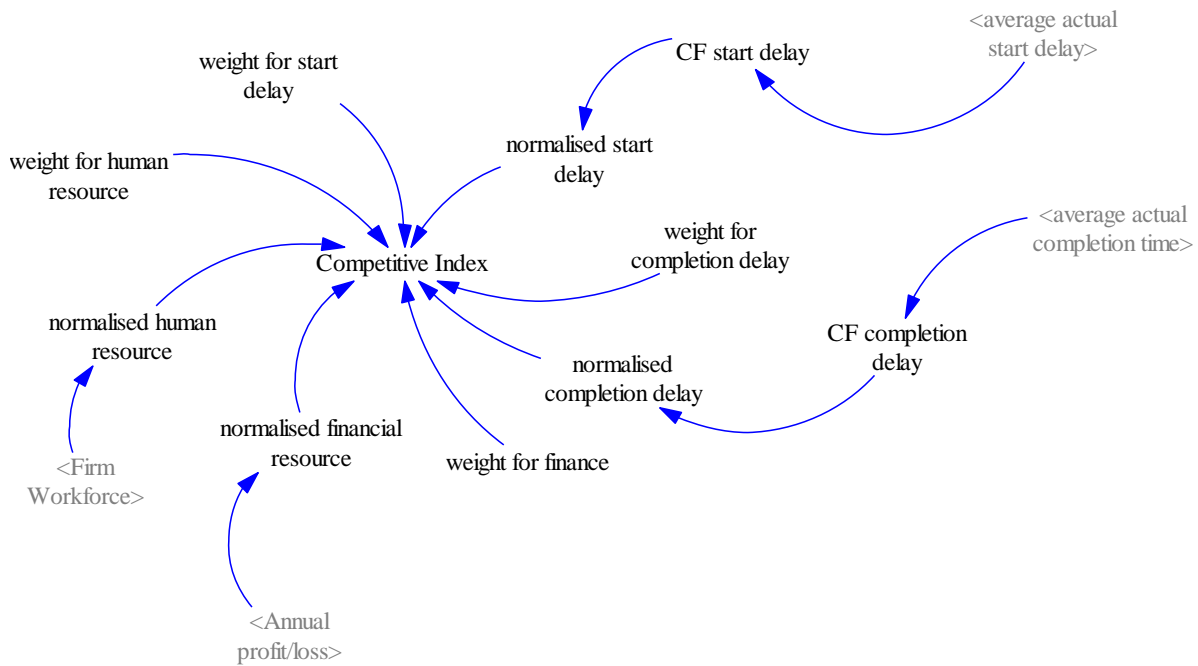 <average actual
start delay>
CF start delay
weight for start
delay
normalised start
delay
weight for human
resource
<average actual
completion time>
weight for
completion delay
Competitive Index
normalised human
resource
CF completion
delay
normalised
completion delay
normalised financial
resource
weight for finance
<Firm
Workforce>
<Annual
profit/loss>